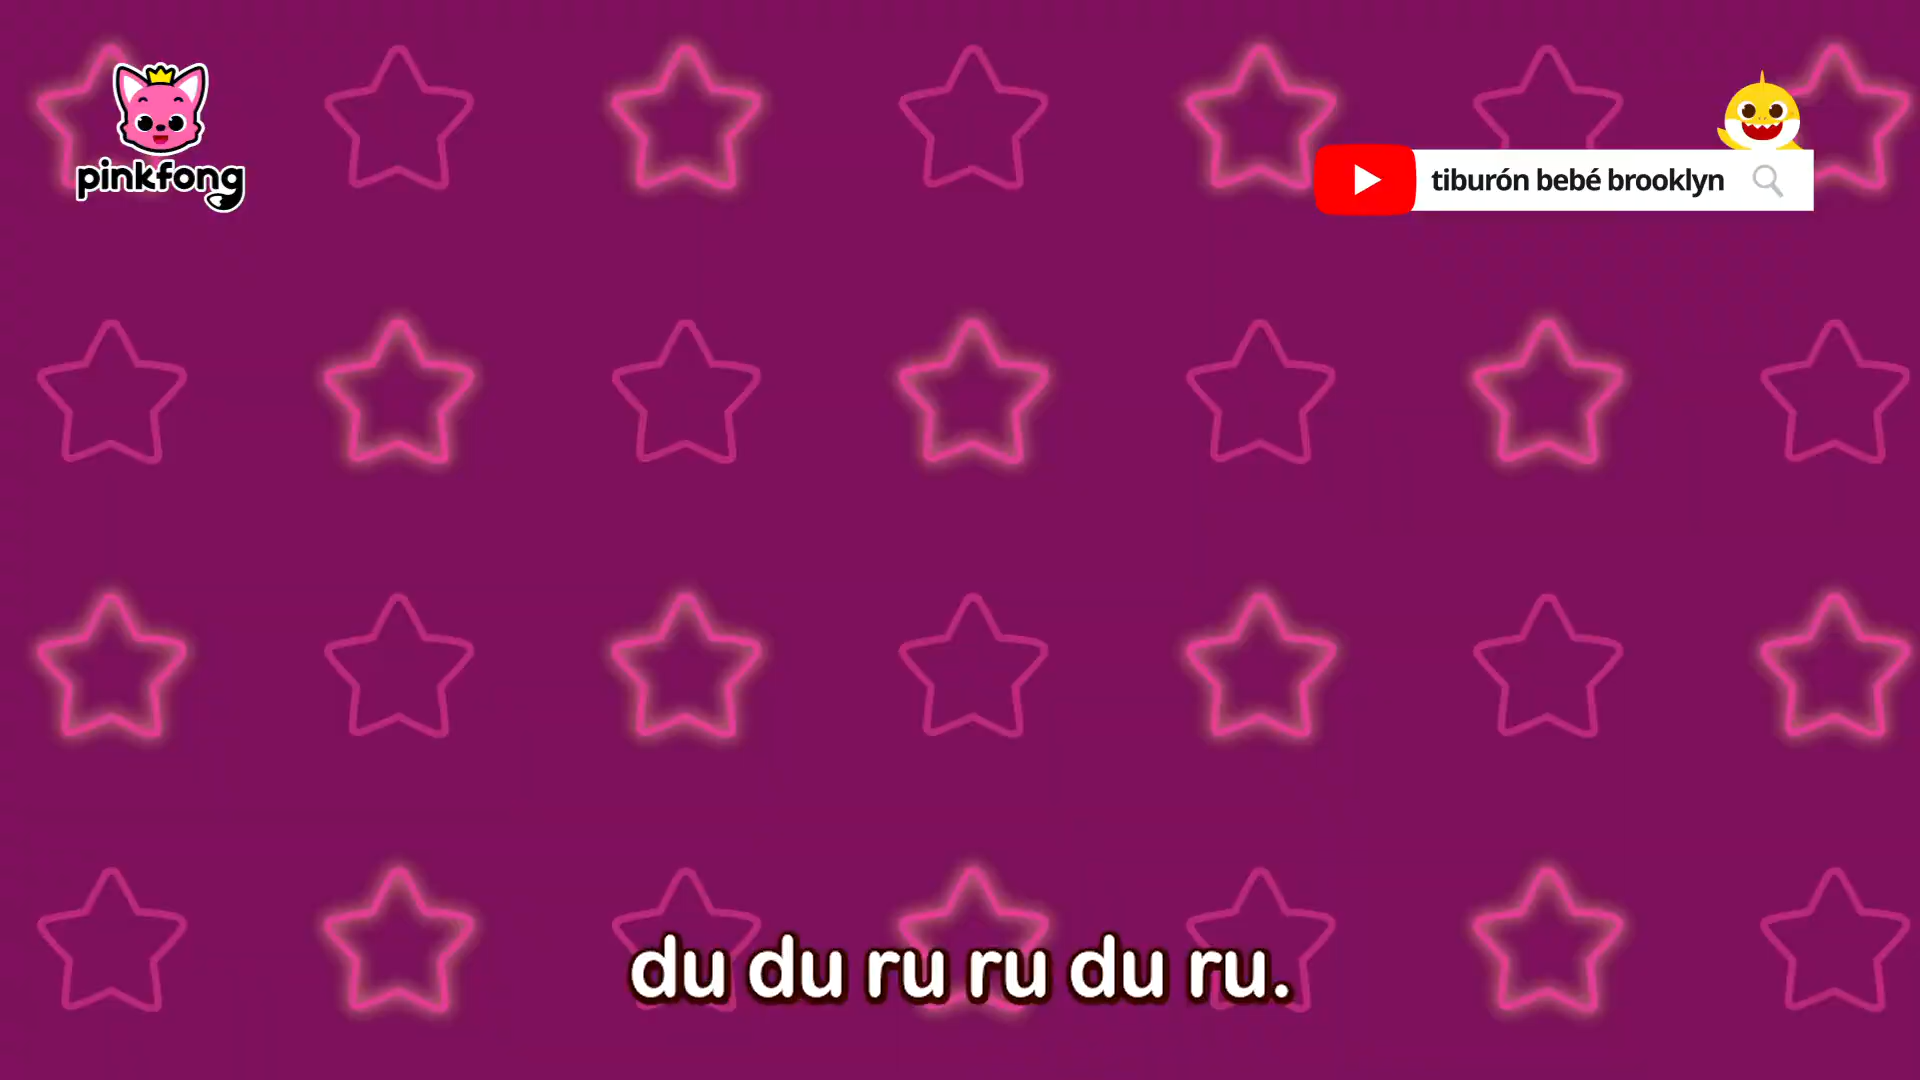 pinkfong
tiburón bebé brooklyn
du du ru ru du ru.